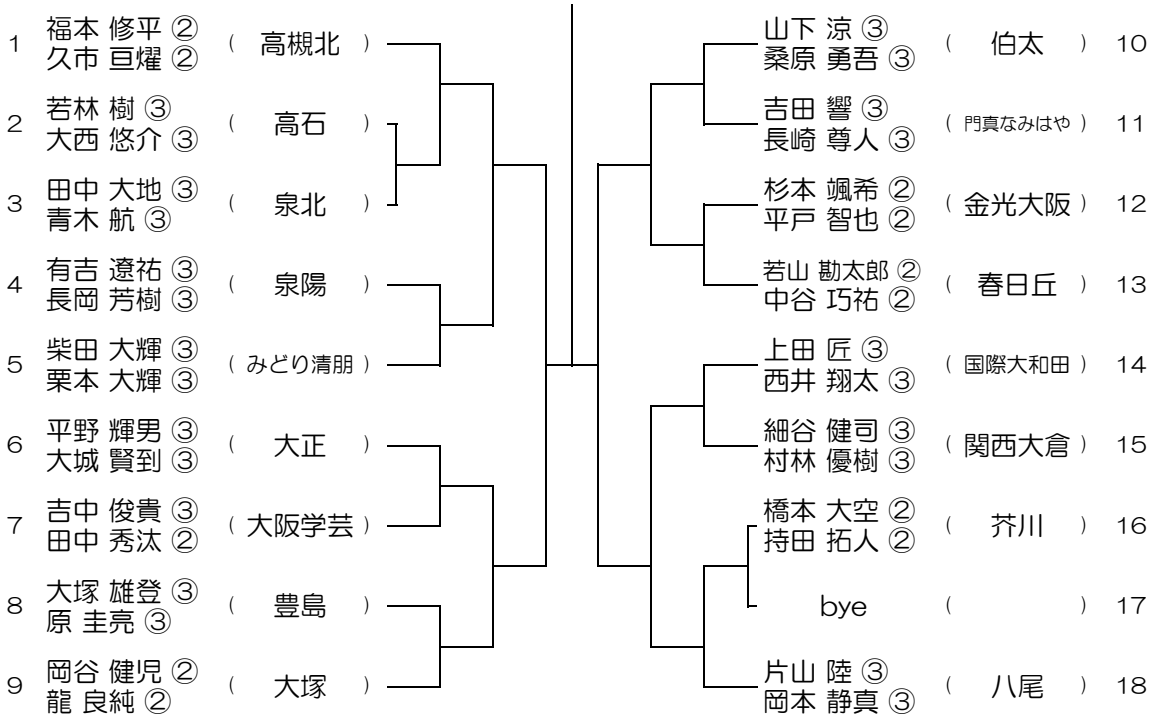 1 福本 修平 ② ( 高槻北 )
久市 亘燿 ②
2 若林 樹 ③ ( 高石 )
大西 悠介 ③
3 田中 大地 ③ ( 泉北 )
青木 航 ③
4 有吉 遼祐 ③ ( 泉陽 )
長岡 芳樹 ③
5 柴田 大輝 ③ ( みどり清朋 )
栗本 大輝 ③
6 平野 輝男 ③ ( 大正 )
大城 賢到 ③
7 吉中 俊貴 ③ ( 大阪学芸 )
田中 秀汰 ②
8 大塚 雄登 ③ ( 豊島 )
原 圭亮 ③
9 岡谷 健児 ② ( 大塚 )
龍 良純 ②
山下 涼 ③ ( 伯太 ) 10
桑原 勇吾 ③
吉田 響 ③ ( 門真なみはや ) 11
長崎 尊人 ③
杉本 颯希 ② ( 金光大阪 ) 12
平戸 智也 ②
若山 勘太郎 ② ( 春日丘 ) 13
中谷 巧祐 ②
上田 匠 ③ ( 国際大和田 ) 14
西井 翔太 ③
細谷 健司 ③ ( 関西大倉 ) 15
村林 優樹 ③
橋本 大空 ② ( 芥川 ) 16
持田 拓人 ②
bye ( ) 17
片山 陸 ③ ( 八尾 ) 18
岡本 静真 ③